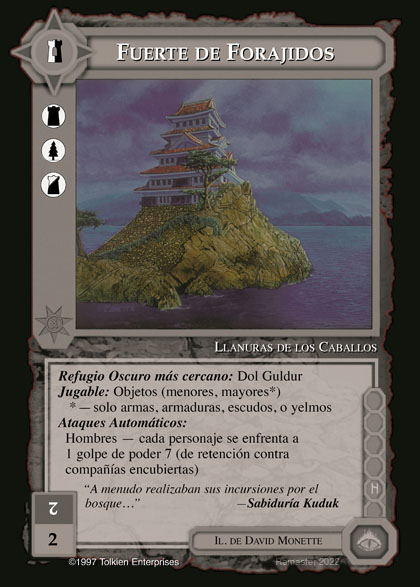 FUERTE DE FORAJIDOS
LLANURAS DE LOS CABALLOS
Refugio Oscuro más cercano: Dol Guldur
Jugable: Objetos (menores, mayores*)
* — solo armas, armaduras, escudos, o yelmos
Ataques Automáticos:
Hombres — cada personaje se enfrenta a
1 golpe de poder 7 (de retención contra
compañías encubiertas)
“A menudo realizaban sus incursiones por el
bosque…” —Sabiduría Kuduk
H
2
2
IL. DE DAVID MONETTE
©1997 Tolkien Enterprises
Remaster 2022